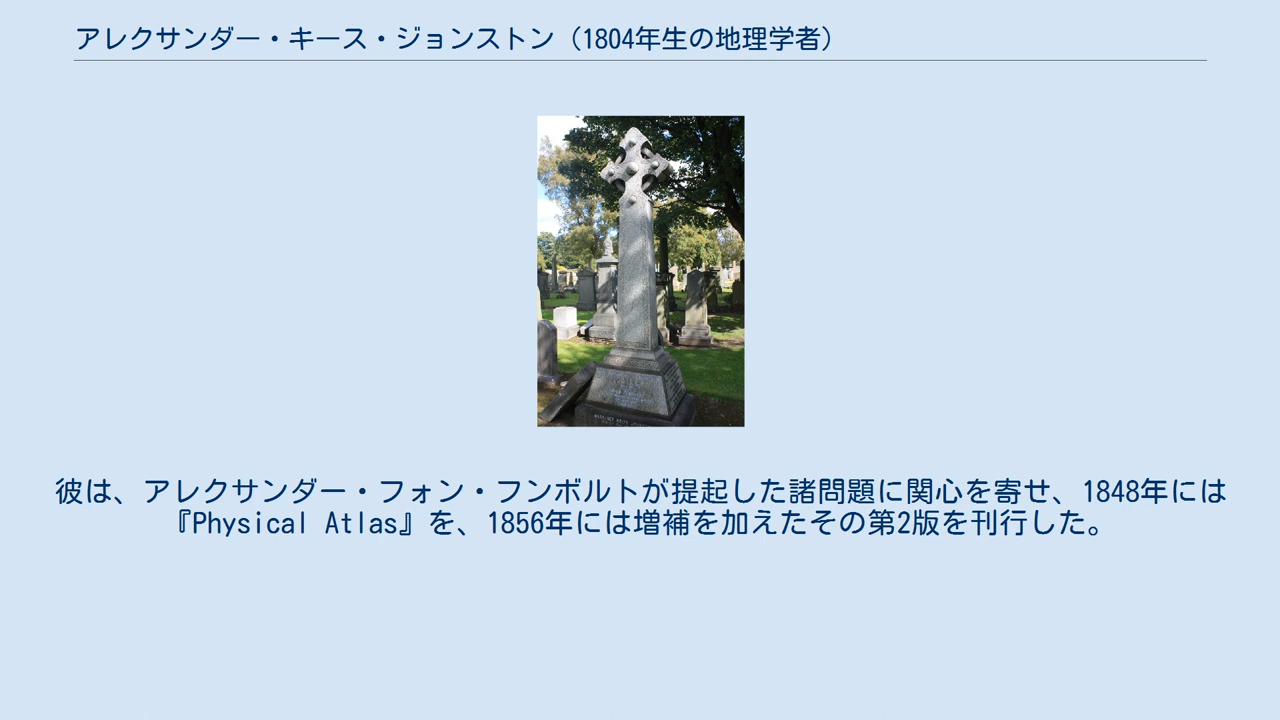 アレクサンダー・キース・ジョンストン（1804年生の地理学者）
彼は、アレクサンダー・フォン・フンボルトが提起した諸問題に関心を寄せ、1848年には
『Physical Atlas』を、1856年には増補を加えたその第2版を刊行した。